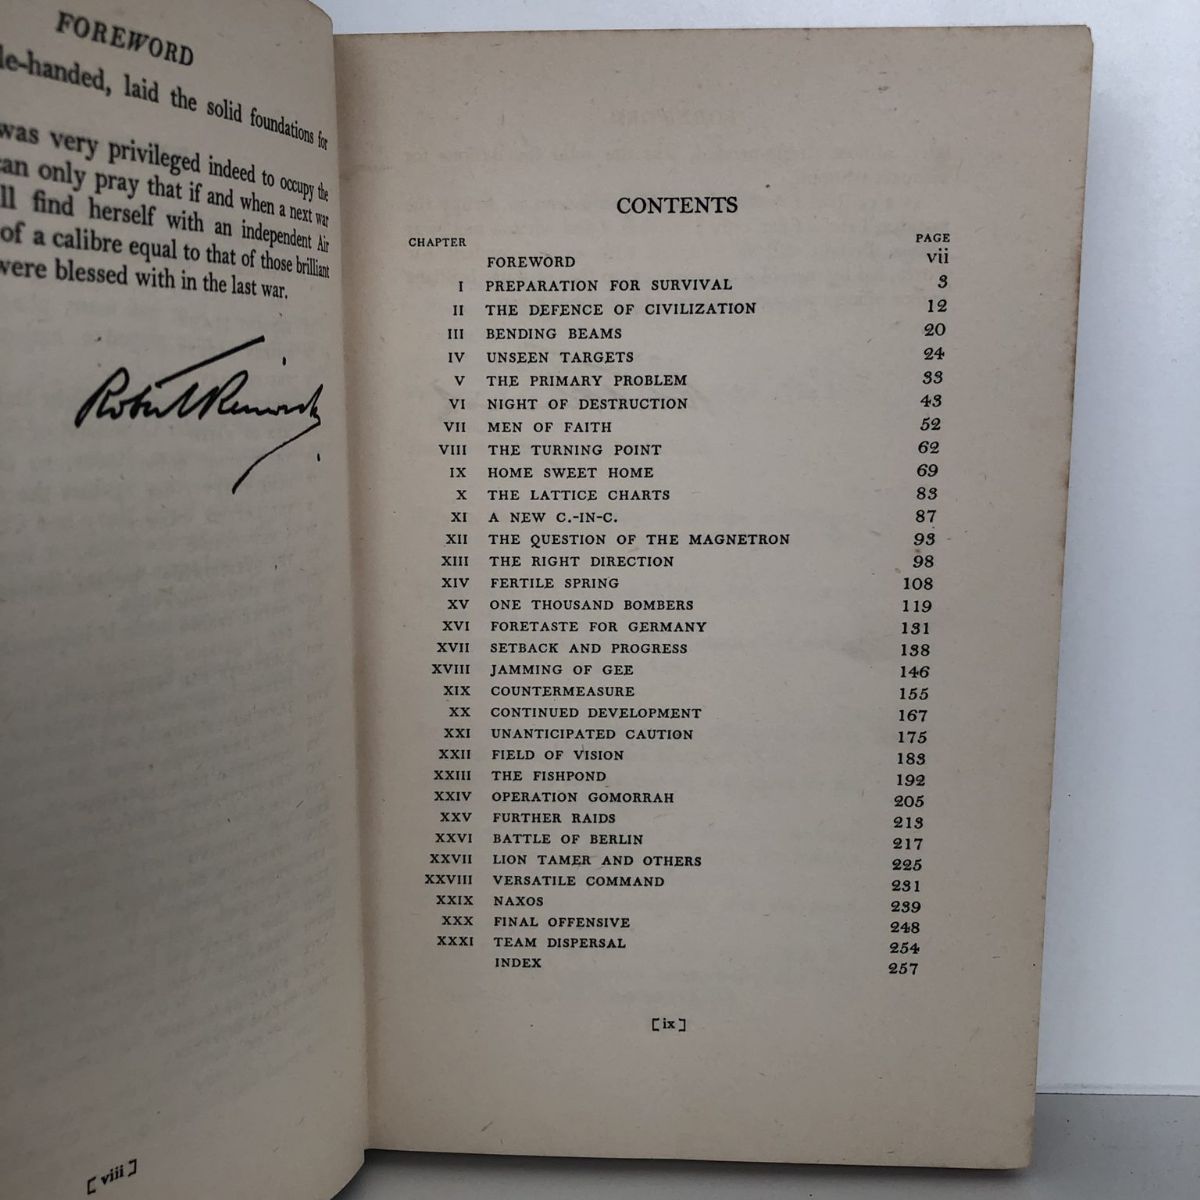 FOREWORD
le-handed, laid the solid foundations for
was very privileged indeed to occupy the
can only pray that if and when a next war
ll find herself with an independent Air
of a calibre equal to that of those brilliant
were blessed with in the last war.
[viii]
CONTENTS
CHAPTER PAGE
FOREWORD vii
I PREPARATION FOR SURVIVAL 3
II THE DEFENCE OF CIVILIZATION 12
III BENDING BEAMS 20
IV UNSEEN TARGETS 24
V THE PRIMARY PROBLEM 33
VI NIGHT OF DESTRUCTION 43
VII MEN OF FAITH 52
VIII THE TURNING POINT 62
IX HOME SWEET HOME 69
X THE LATTICE CHARTS 83
XI A NEW C.-IN-C. 87
XII THE QUESTION OF THE MAGNETRON 93
XIII THE RIGHT DIRECTION 98
XIV FERTILE SPRING 108
XV ONE THOUSAND BOMBERS 119
XVI FORETASTE FOR GERMANY 131
XVII SETBACK AND PROGRESS 138
XVIII JAMMING OF GEE 146
XIX COUNTERMEASURE 155
XX CONTINUED DEVELOPMENT 167
XXI UNANTICIPATED CAUTION 175
XXII FIELD OF VISION 183
XXIII THE FISHPOND 192
XXIV OPERATION GOMORRAH 205
XXV FURTHER RAIDS 213
XXVI BATTLE OF BERLIN 217
XXVII LION TAMER AND OTHERS 225
XXVIII VERSATILE COMMAND 231
XXIX NAXOS 239
XXX FINAL OFFENSIVE 248
XXXI TEAM DISPERSAL 254
INDEX 257
[ix]